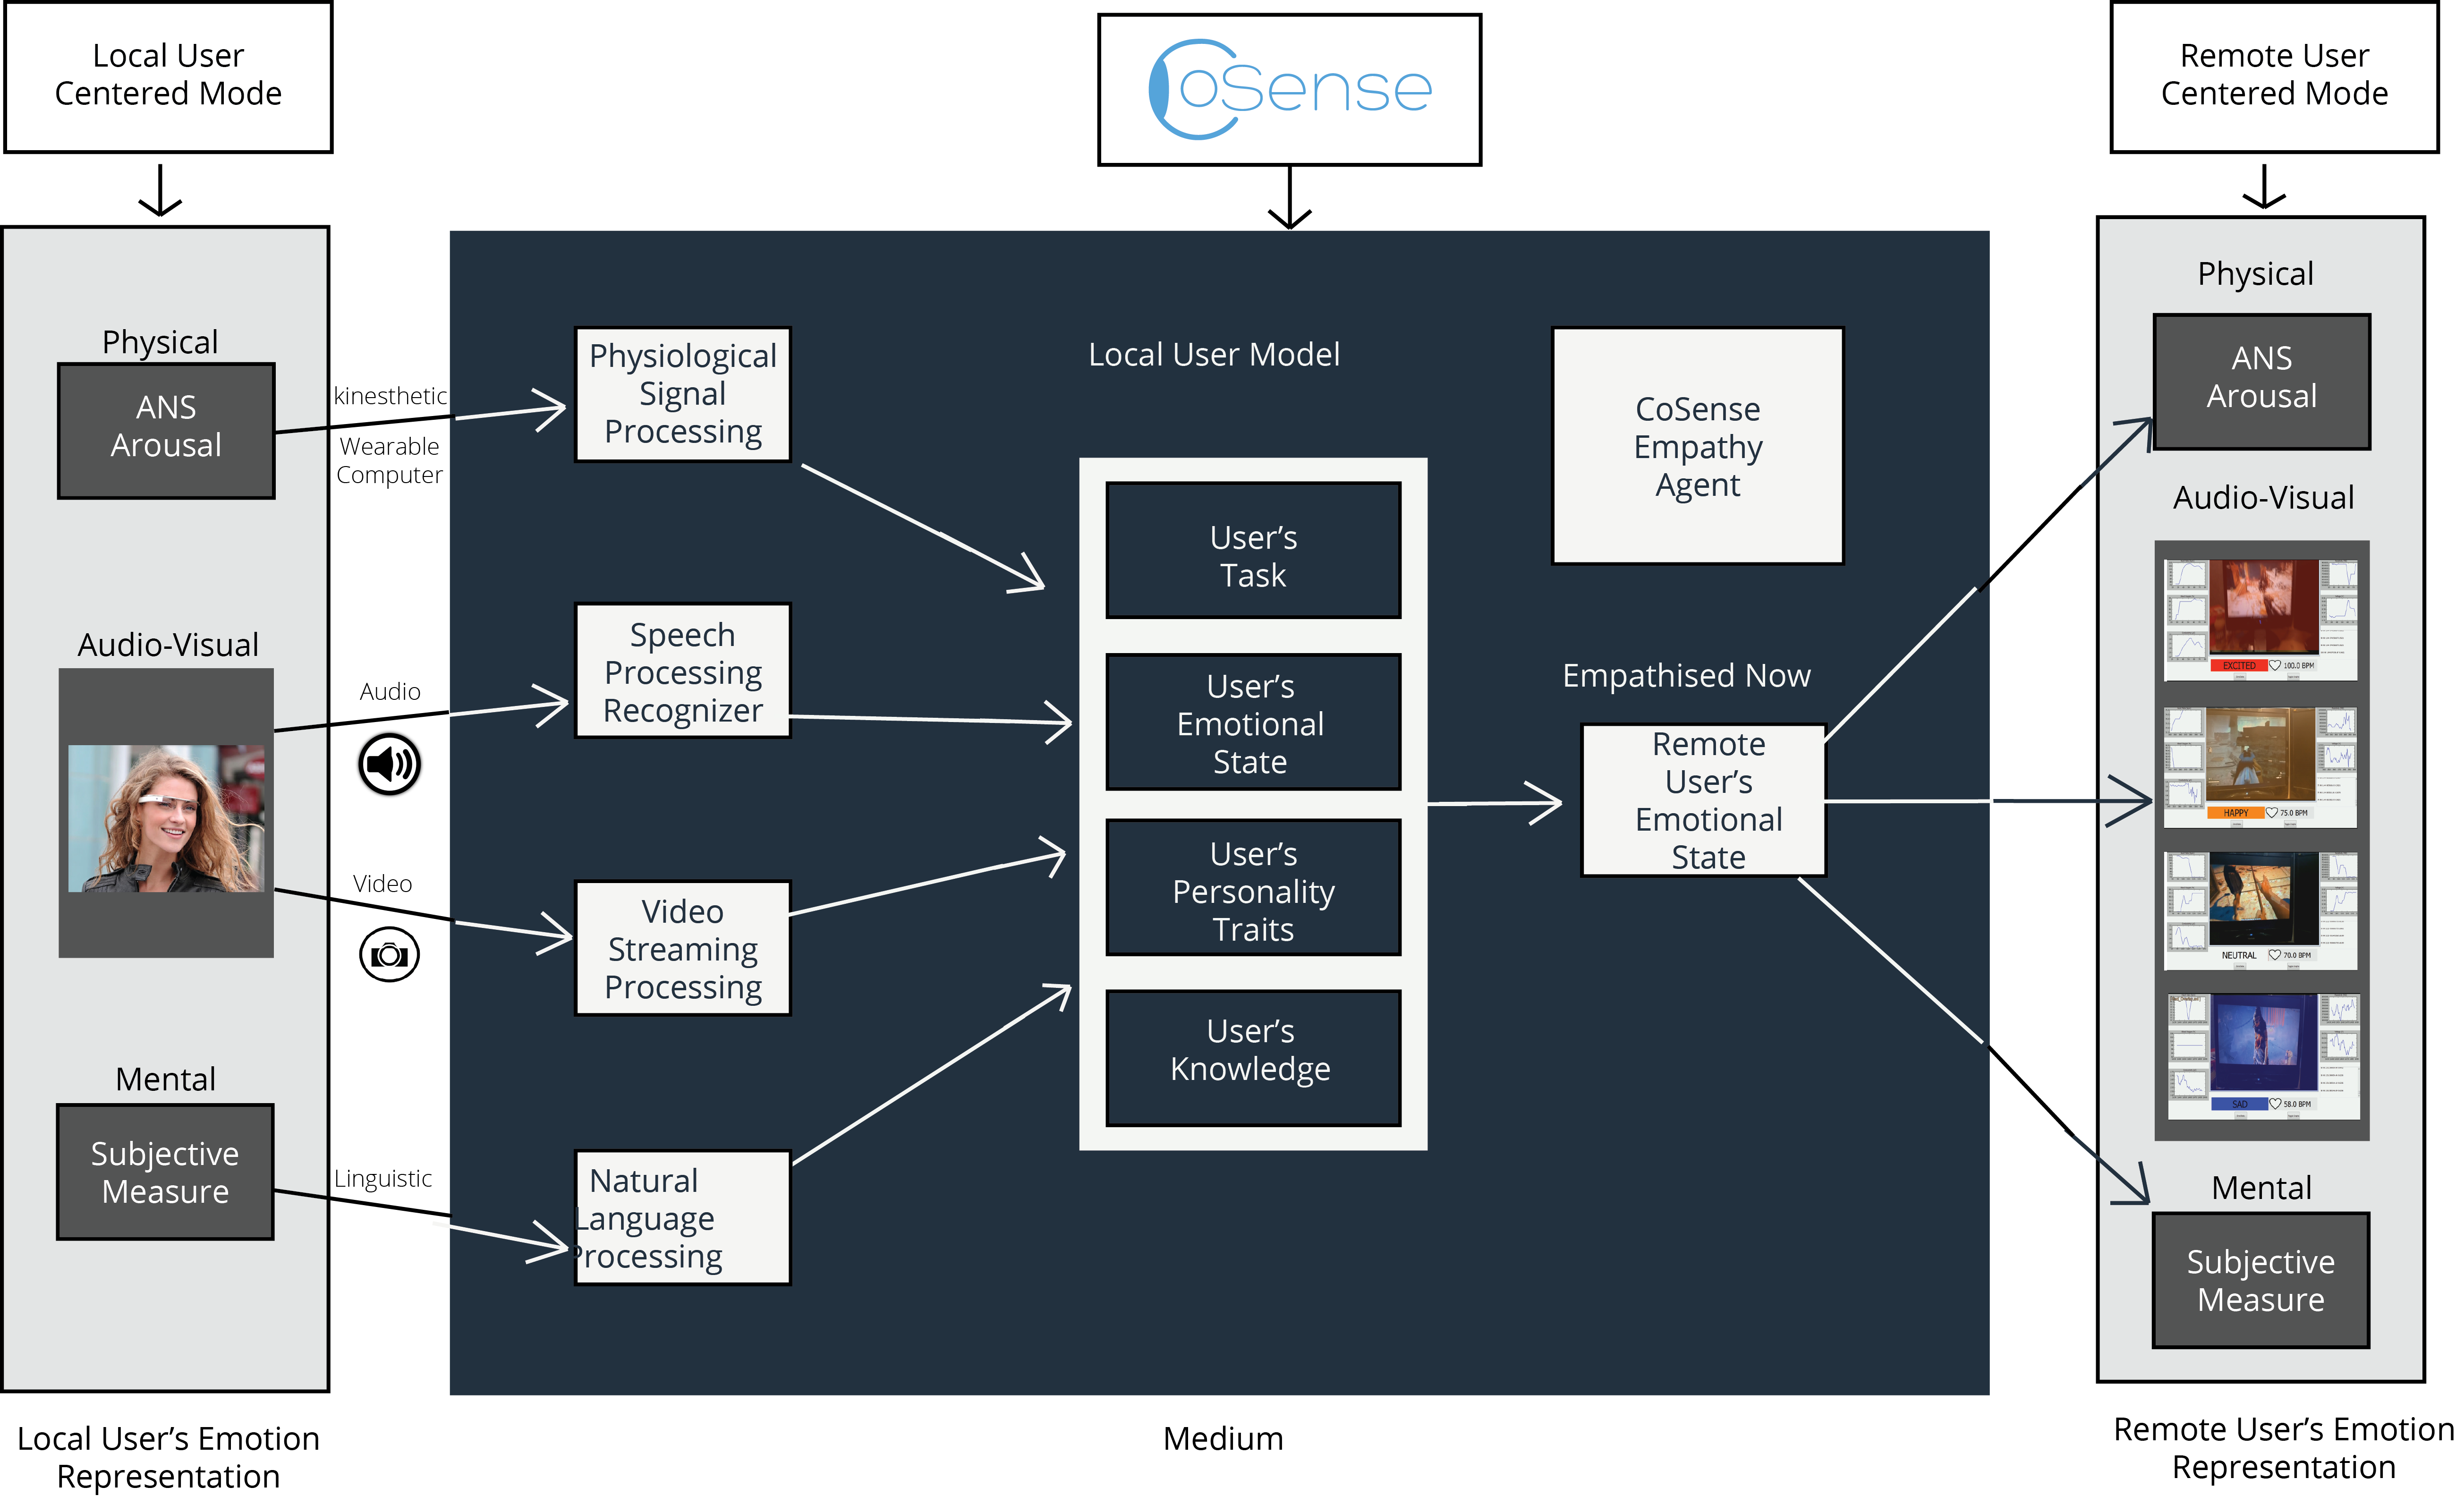 Local User
Centered Mode
CoSense
Remote User
Centered Mode
Physical
ANS
Arousal
Audio-Visual
Mental
Subjective
Measure
kinesthetic
Wearable
Computer
Audio
Video
Linguistic
Physiological
Signal
Processing
Speech
Processing
Recognizer
Video
Streaming
Processing
Natural
Language
Processing
Local User Model
User's
Task
User's
Emotional
State
User's
Personality
Traits
User's
Knowledge
CoSense
Empathy
Agent
Empathised Now
Remote
User's
Emotional
State
Physical
ANS
Arousal
Audio-Visual
EXCITED 100.0 BPM
HAPPY 75.0 BPM
NEUTRAL 70.0 BPM
SAD 58.0 BPM
Mental
Subjective
Measure
Local User's Emotion
Representation
Medium
Remote User's Emotion
Representation